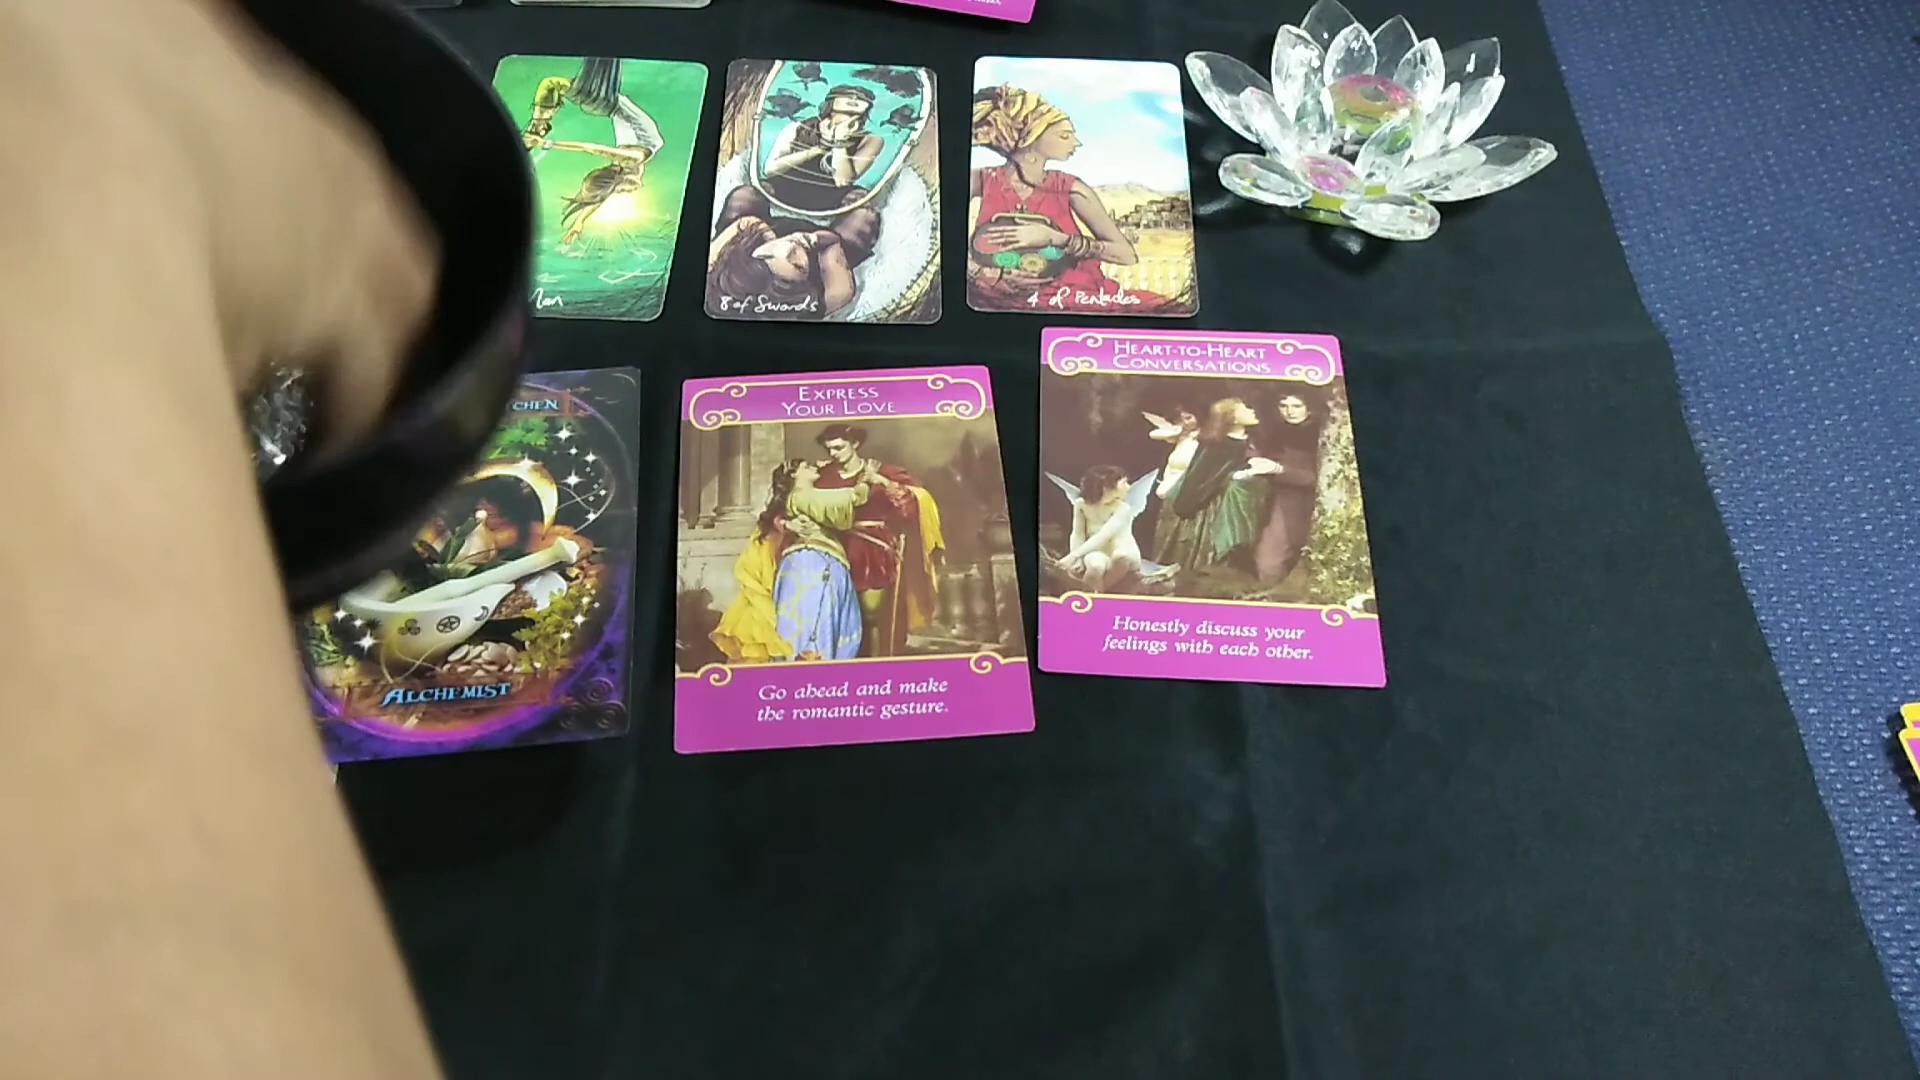 8 of Swords
4 of Pentacles
CHEN
EXPRESS
YOUR LOVE
HEART-TO-HEART
CONVERSATIONS
ALCHEMIST
Go ahead and make
the romantic gesture.
Honestly discuss your
feelings with each other.